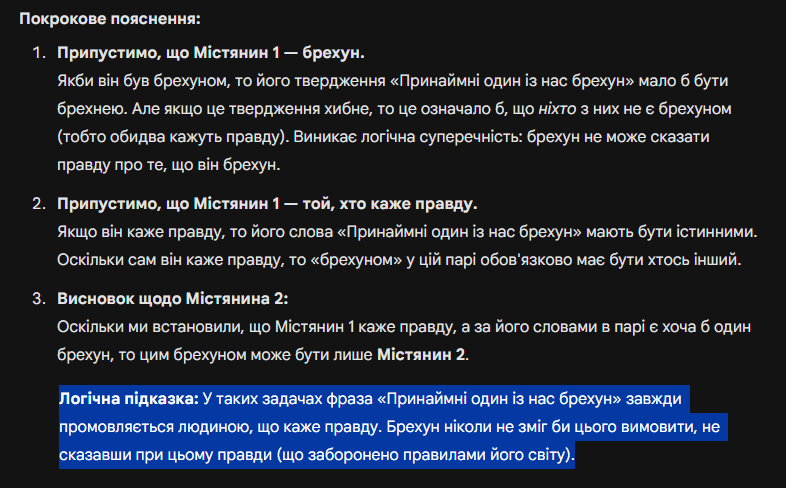 Покрокове пояснення:
1. Припустимо, що Містянин 1 — брехун.
Якби він був брехуном, то його твердження «Принаймні один із нас брехун» мало б бути
брехнею. Але якщо це твердження хибне, то це означало б, що ніхто з них не є брехуном
(тобто обидва кажуть правду). Виникає логічна суперечність: брехун не може сказати
правду про те, що він брехун.
2. Припустимо, що Містянин 1 — той, хто каже правду.
Якщо він каже правду, то його слова «Принаймні один із нас брехун» мають бути істинними.
Оскільки сам він каже правду, то «брехуном» у цій парі обов'язково має бути хтось інший.
3. Висновок щодо Містянина 2:
Оскільки ми встановили, що Містянин 1 каже правду, а за його словами в парі є хоча б один
брехун, то цим брехуном може бути лише Містянин 2.
Логічна підказка: У таких задачах фраза «Принаймні один із нас брехун» завжди
промовляється людиною, що каже правду. Брехун ніколи не зміг би цього вимовити, не
сказавши при цьому правди (що заборонено правилами його світу).